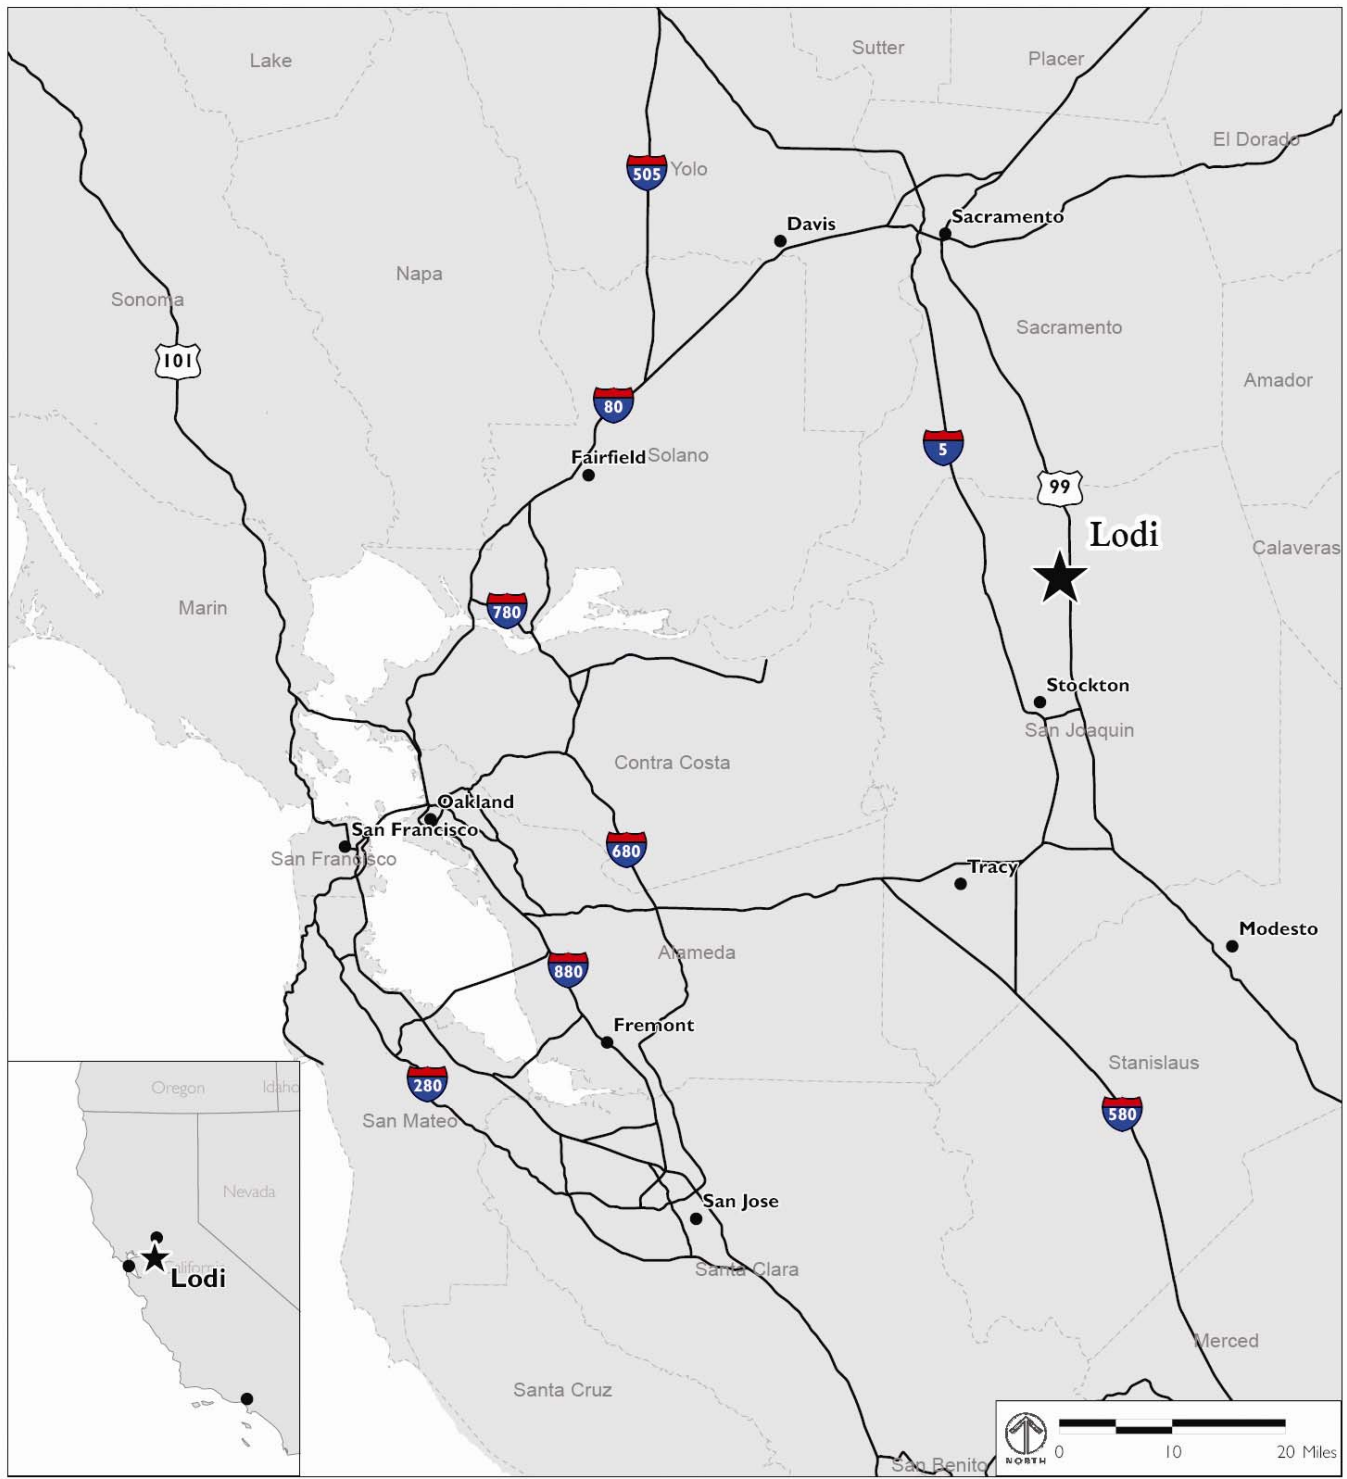 Lake
Sutter
Placer
El Dorado
505
Yolo
Davis
Sacramento
Napa
Sonoma
Sacramento
101
Amador
80
5
Fairfield
Solano
99
Lodi
Calaveras
Marin
780
Stockton
San Joaquin
Contra Costa
Oakland
San Francisco
San Francisco
680
Tracy
Modesto
Alameda
880
Fremont
Stanislaus
280
580
San Mateo
San Jose
Santa Clara
Merced
Santa Cruz
San Benito
Oregon
Idaho
Nevada
California
Lodi
NORTH
0 10 20 Miles